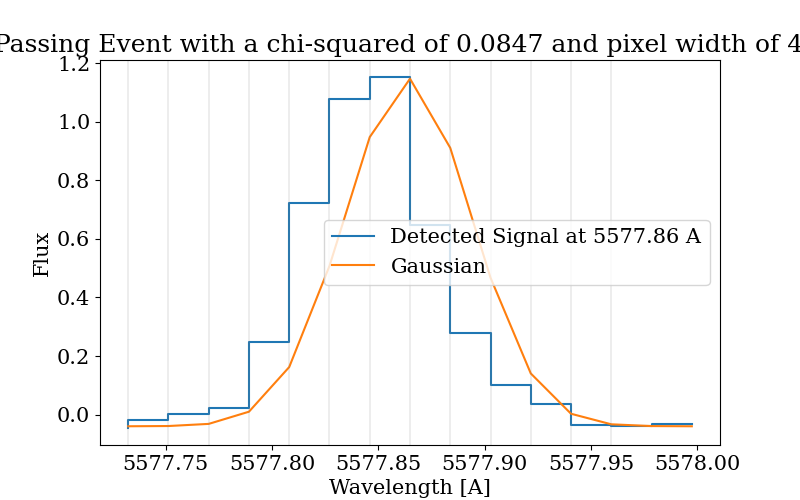 Passing Event with a chi-squared of 0.0847 and pixel width of 4
1.2
1.0
0.8
0.6
0.4
0.2
0.0
Flux
Detected Signal at 5577.86 A
Gaussian
5577.75 5577.80 5577.85 5577.90 5577.95 5578.00
Wavelength [A]